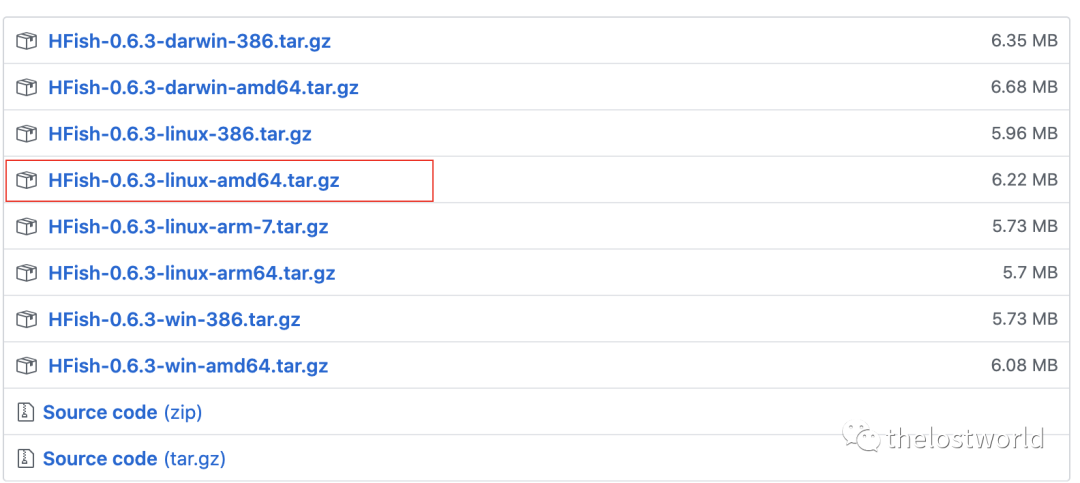 HFish-0.6.3-darwin-386.tar.gz 6.35 MB
HFish-0.6.3-darwin-amd64.tar.gz 6.68 MB
HFish-0.6.3-linux-386.tar.gz 5.96 MB
HFish-0.6.3-linux-amd64.tar.gz 6.22 MB
HFish-0.6.3-linux-arm-7.tar.gz 5.73 MB
HFish-0.6.3-linux-arm64.tar.gz 5.7 MB
HFish-0.6.3-win-386.tar.gz 5.73 MB
HFish-0.6.3-win-amd64.tar.gz 6.08 MB
Source code (zip)
thelostworld
Source code (tar.gz)